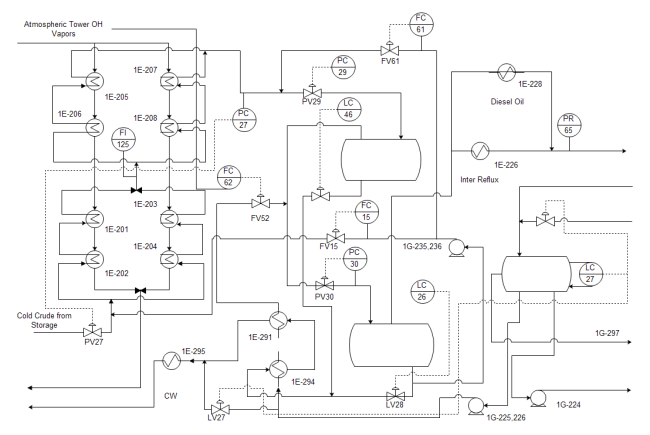 Atmospheric Tower OH
Vapors
FC
61
FV61
PC
29
PV29
1E-207
1E-205
1E-206
1E-208
FI
125
PC
27
LC
46
FC
62
FV52
1E-228
Diesel Oil
PR
65
1E-226
Inter Reflux
1E-203
1E-201
1E-204
1E-202
FC
15
FV15
1G-235,236
PC
30
PV30
LC
26
LC
27
Cold Crude from
Storage
PV27
1E-291
1E-295
1E-294
CW
LV27
LV28
1G-297
1G-224
1G-225,226